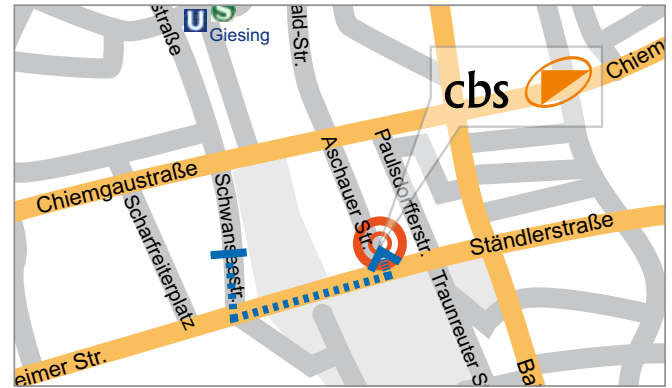 straße
U
S
Giesing
ald-Str.
Chiem
cbs
Chiemgaustraße
Aschauer Str.
Paulsdorfferstr.
Scharfreiterplatz
Schwanseestr.
Ständlerstraße
Traunreuter S
eimer Str.
Ba